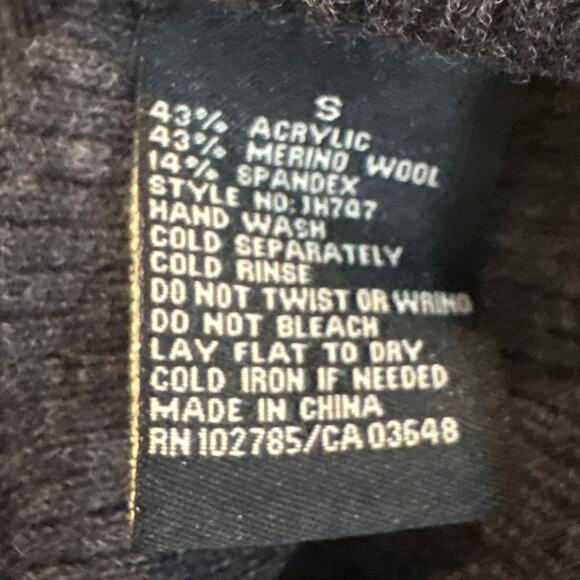 S
43% ACRYLIC
43% MERINO WOOL
14% SPANDEX
STYLE NO: JH7Q7
HAND WASH
COLD SEPARATELY
COLD RINSE
DO NOT TWIST OR WRING
DO NOT BLEACH
LAY FLAT TO DRY
COLD IRON IF NEEDED
MADE IN CHINA
RN 102785/CA 03648